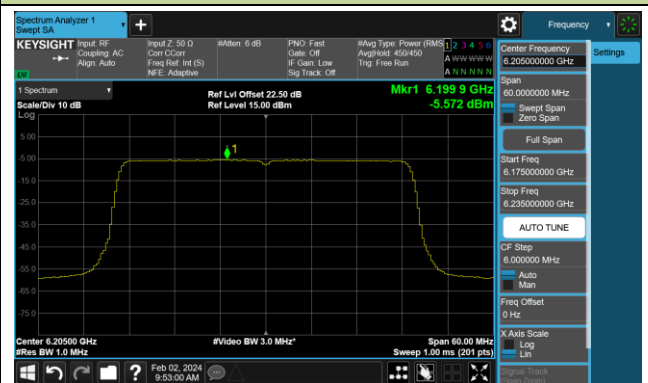 Spectrum Analyzer 1
Swept SA
Frequency
KEYSIGHT
Input: RF
Coupling: AC
Align: Auto
Input Z: 50 Ω
Corr CCorr
Freq Ref: Int (S)
NFE: Adaptive
#Atten: 6 dB
PNO: Fast
Gate: Off
IF Gain: Low
Sig Track: Off
#Avg Type: Power (RMS)
Avg|Hold: 450/450
Trig: Free Run
1 2 3 4 5 6
A W W W W W
A N N N N N
Center Frequency
6.205000000 GHz
Settings
Span
60.0000000 MHz
Swept Span
Zero Span
Full Span
Start Freq
6.175000000 GHz
Stop Freq
6.235000000 GHz
AUTO TUNE
CF Step
6.000000 MHz
Auto
Man
Freq Offset
0 Hz
X Axis Scale
Log
Lin
Signal Track
1 Spectrum
Scale/Div 10 dB
Log
Ref Lvl Offset 22.50 dB
Ref Level 15.00 dBm
Mkr1 6.199 9 GHz
-5.572 dBm
1
5.00
-5.00
-15.0
-25.0
-35.0
-45.0
-55.0
-65.0
-75.0
Center 6.20500 GHz
#Res BW 1.0 MHz
#Video BW 3.0 MHz*
Span 60.00 MHz
Sweep 1.00 ms (201 pts)
Feb 02, 2024
9:53:00 AM